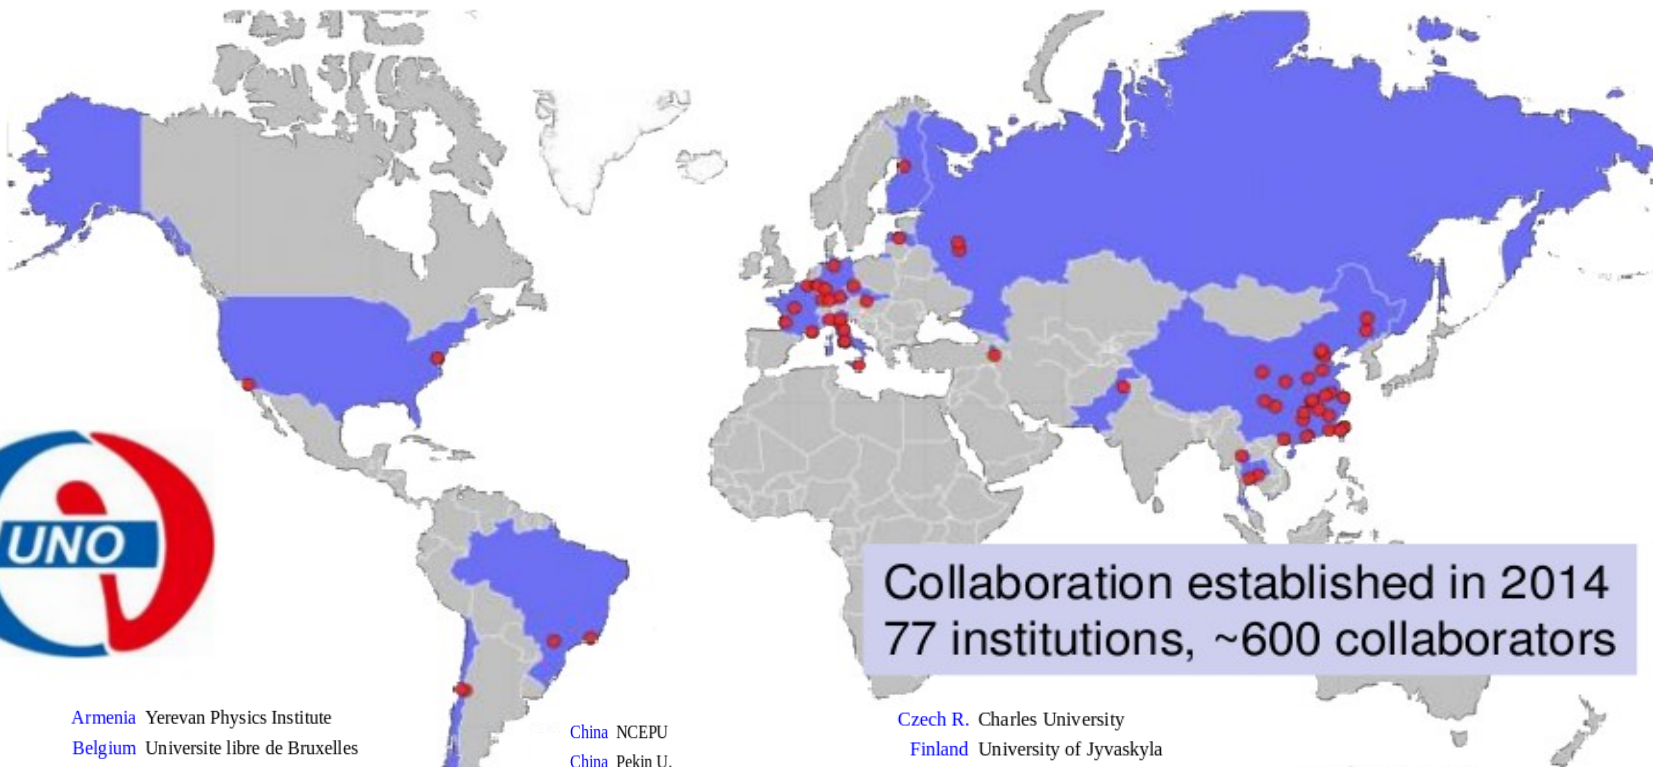 UNO
Collaboration established in 2014
77 institutions, ~600 collaborators
Armenia Yerevan Physics Institute
Belgium Universite libre de Bruxelles
China NCEPU
China Pekin U.
Czech R. Charles University
Finland University of Jyvaskyla